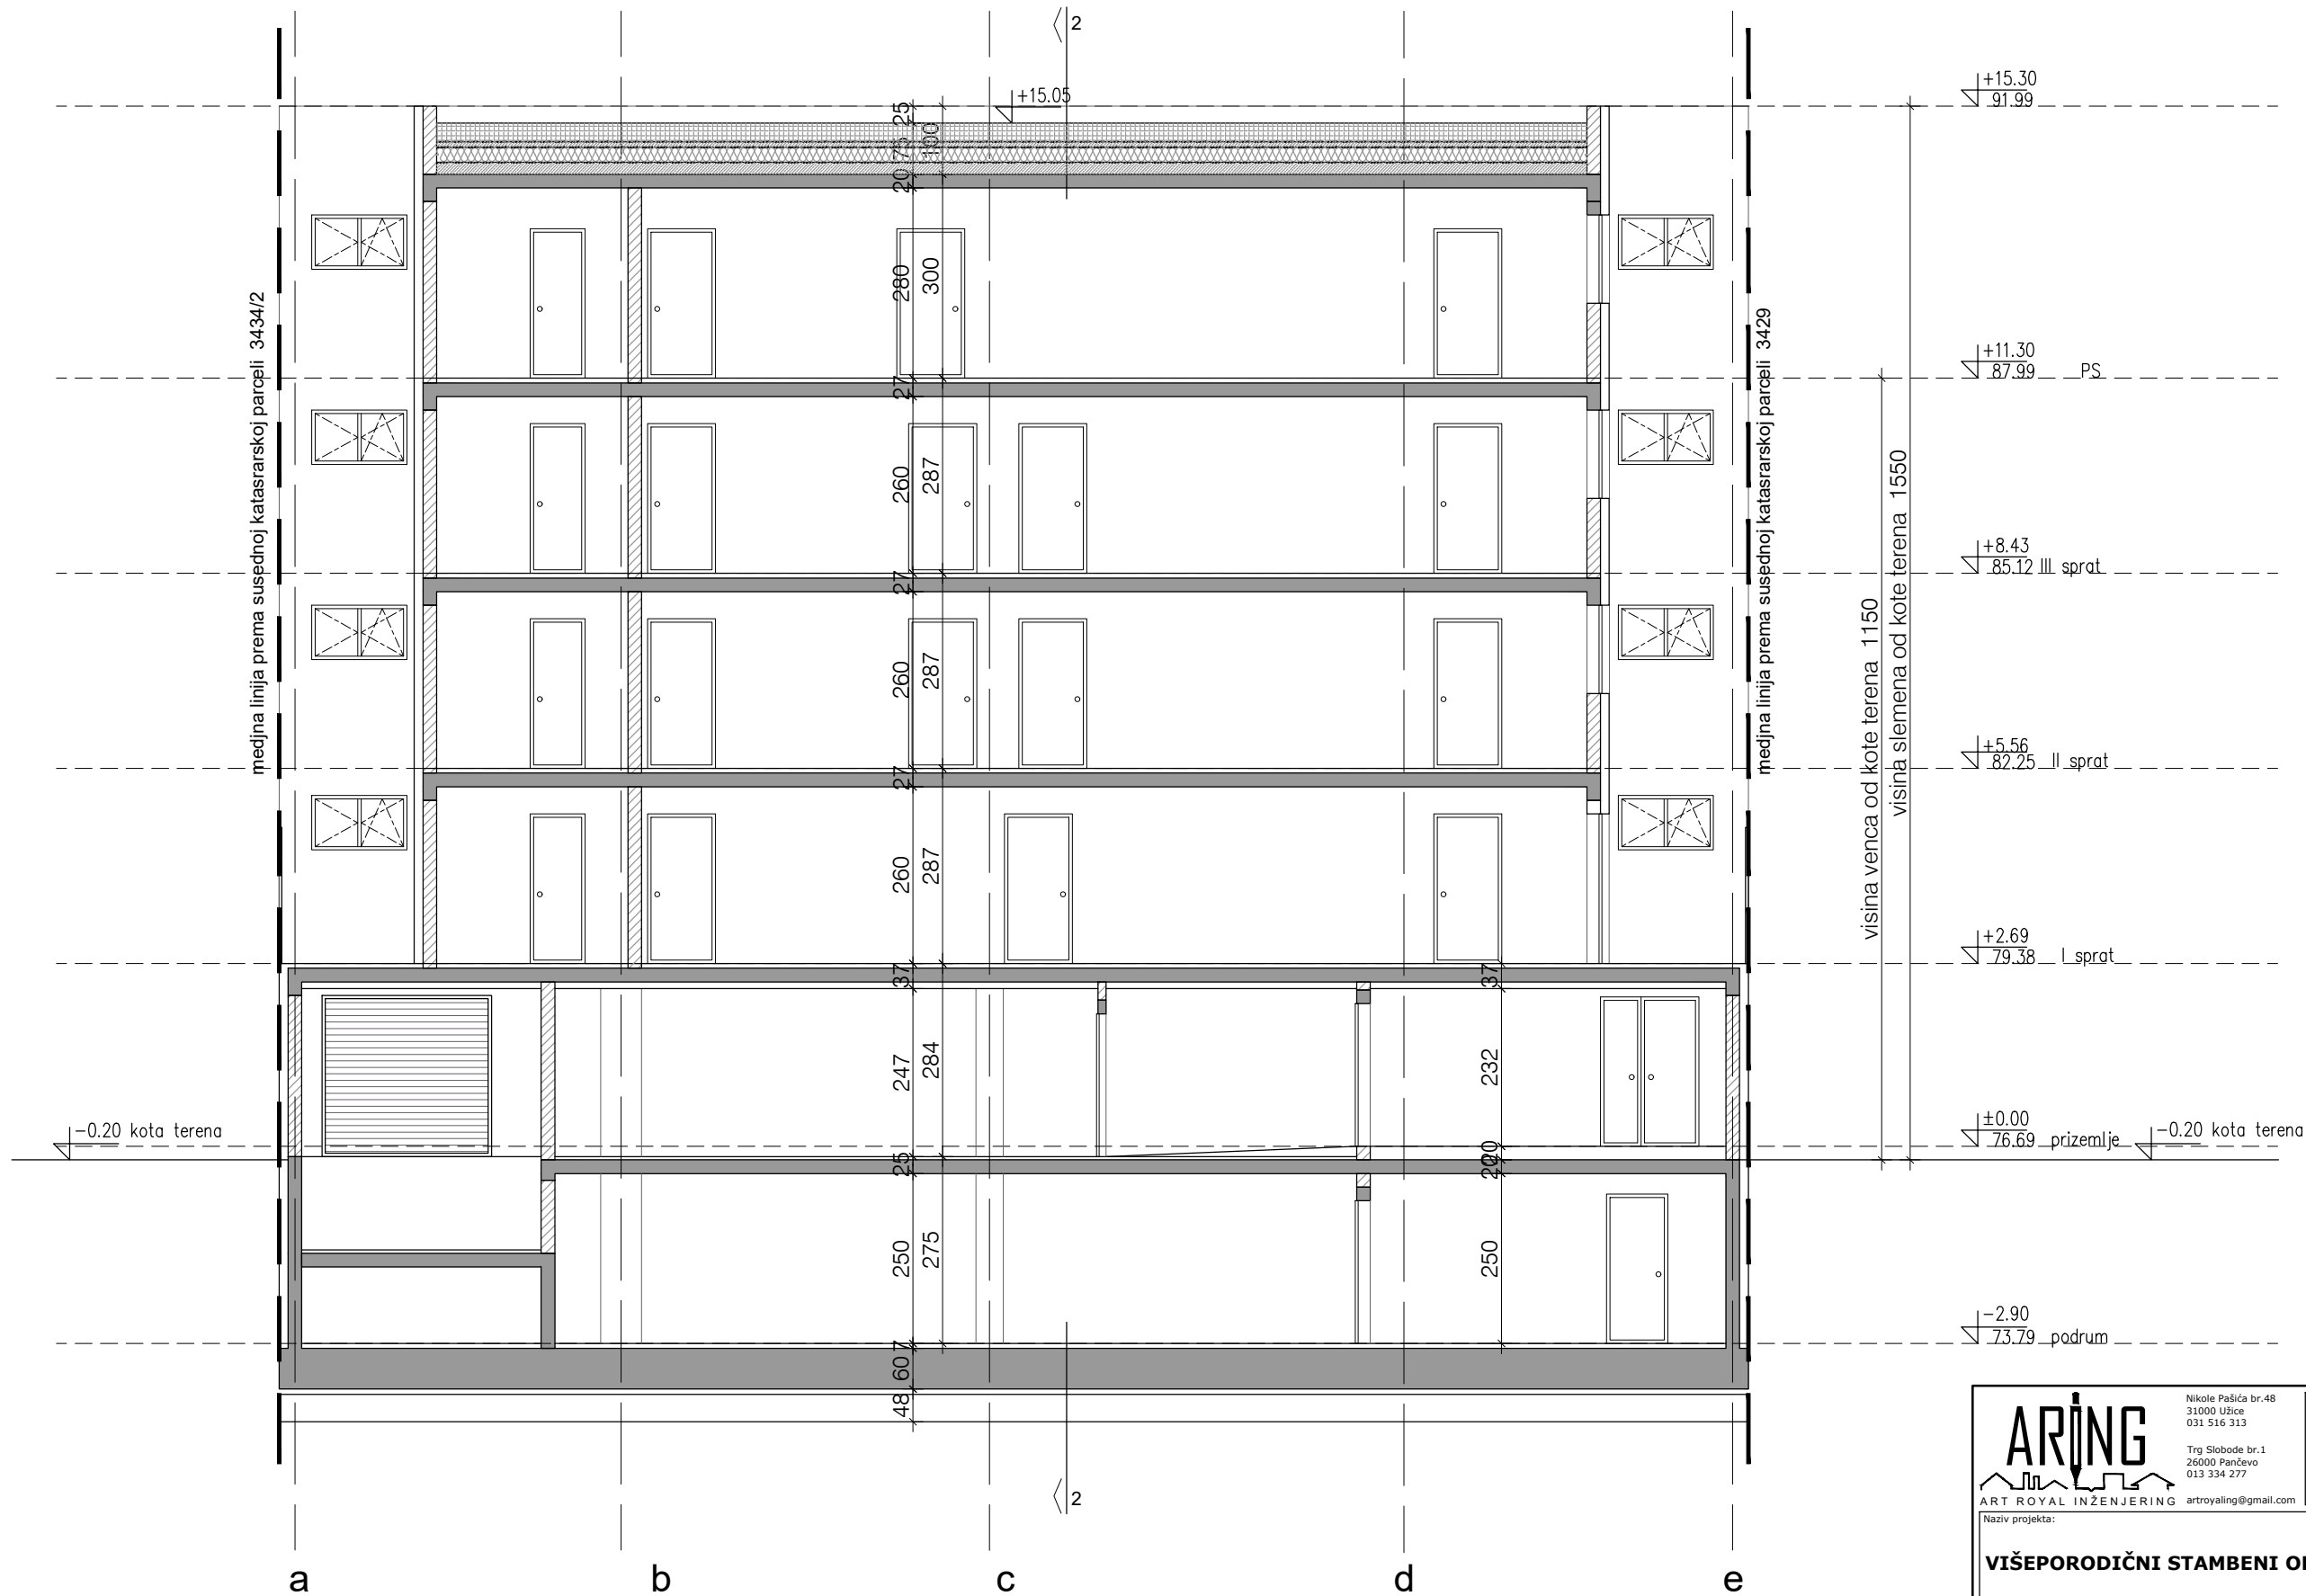 2
+15.30
91.99
+15.05
25
75
100
20
280
300
+11.30
87.99 PS
27
260
287
+8.43
85.12 III sprat
27
260
287
+5.56
82.25 II sprat
27
260
287
+2.69
79.38 I sprat
37
37
247
284
232
±0.00
76.69 prizemlje
-0.20 kota terena
-0.20 kota terena
25
20
20
250
275
250
-2.90
73.79 podrum
7
60
48
medjna linija prema susednoj katasrarskoj parceli 3434/2
medjna linija prema susednoj katasrarskoj parceli 3429
visina venca od kote terena 1150
visina slemena od kote terena 1550
2
a
b
c
d
e
ARING
ART ROYAL INŽENJERING
Nikole Pašića br.48
31000 Užice
031 516 313
Trg Slobode br.1
26000 Pančevo
013 334 277
artroyaling@gmail.com
Naziv projekta:
VIŠEPORODIČNI STAMBENI